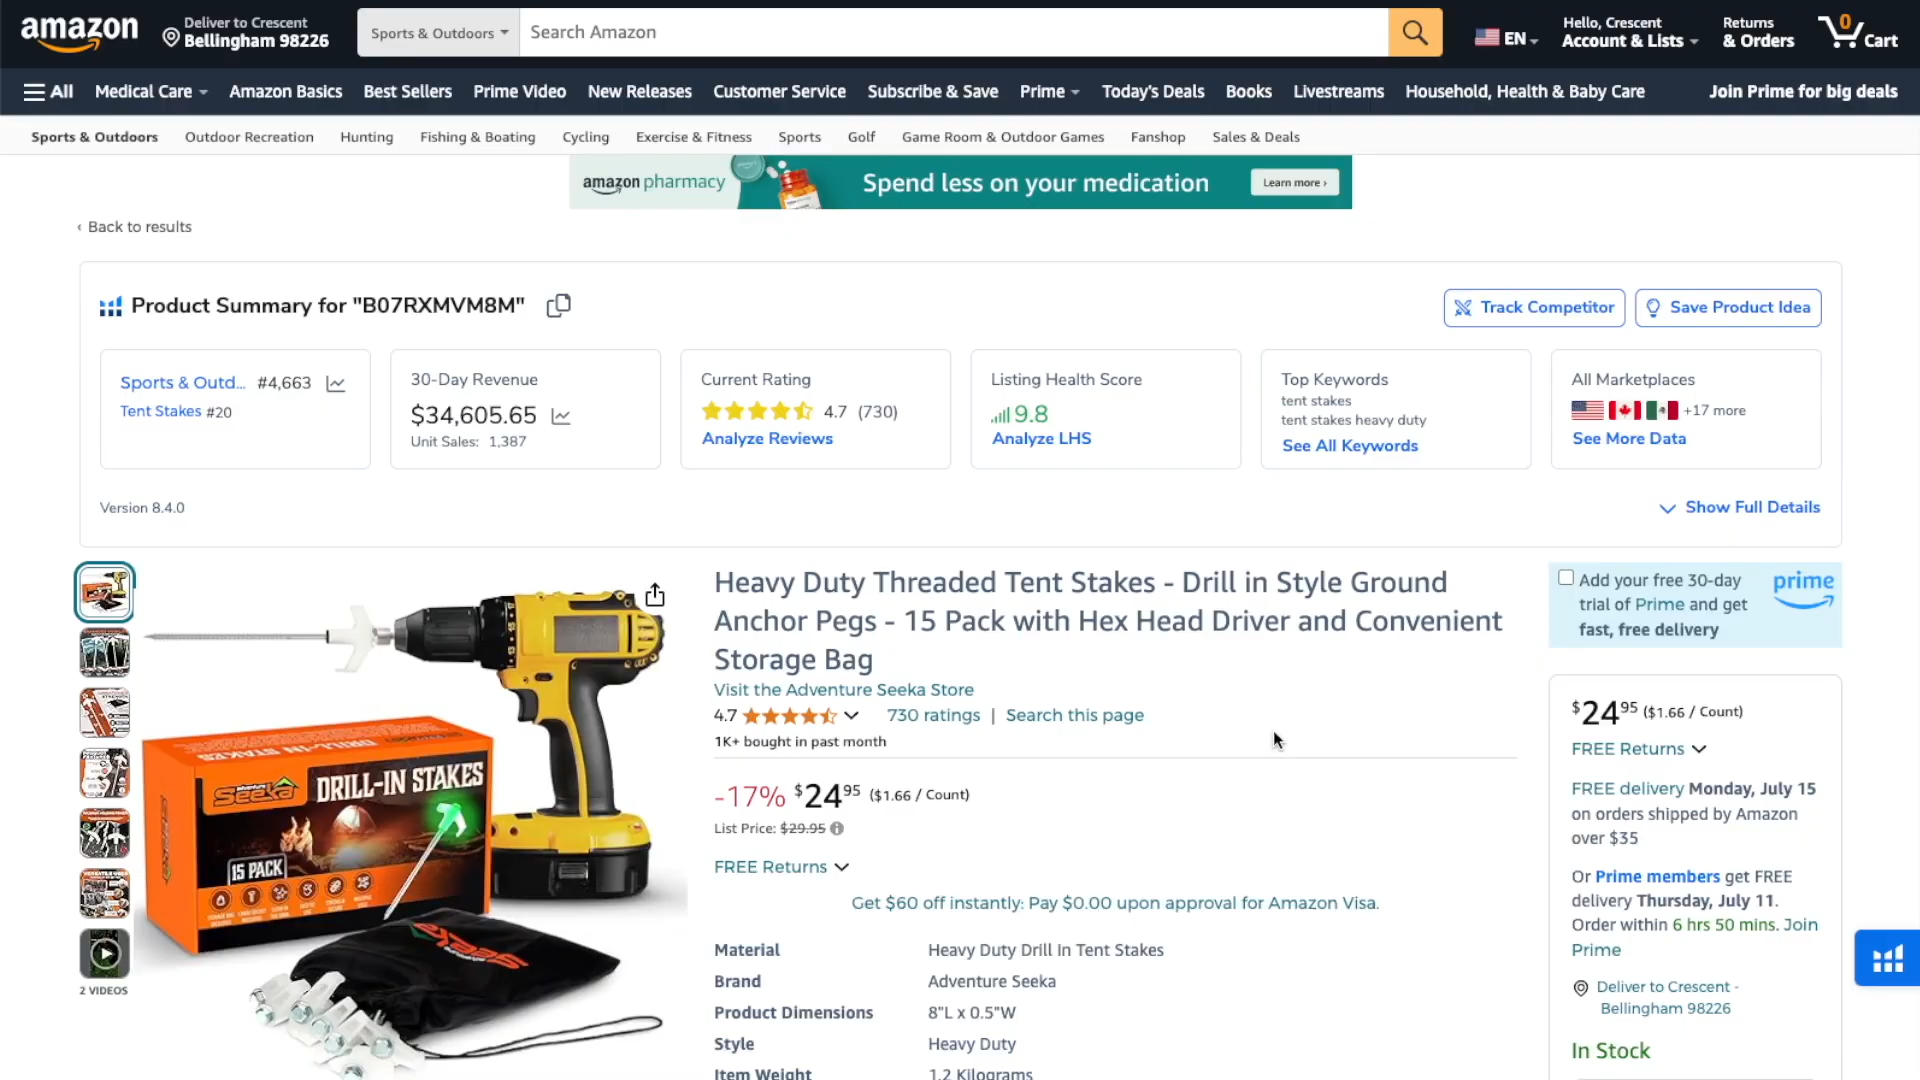 amazon
Deliver to Crescent
Bellingham 98226
Sports & Outdoors
Search Amazon
EN
Hello, Crescent
Account & Lists
Returns
& Orders
0
Cart
All
Medical Care
Amazon Basics
Best Sellers
Prime Video
New Releases
Customer Service
Subscribe & Save
Prime
Today's Deals
Books
Livestreams
Household, Health & Baby Care
Join Prime for big deals
Sports & Outdoors
Outdoor Recreation
Hunting
Fishing & Boating
Cycling
Exercise & Fitness
Sports
Golf
Game Room & Outdoor Games
Fanshop
Sales & Deals
amazon pharmacy
Spend less on your medication
Learn more ›
‹ Back to results
Product Summary for "B07RXMVM8M"
Track Competitor
Save Product Idea
Sports & Outd... #4,663
Tent Stakes #20
30-Day Revenue
$34,605.65
Unit Sales: 1,387
Current Rating
4.7 (730)
Analyze Reviews
Listing Health Score
9.8
Analyze LHS
Top Keywords
tent stakes
tent stakes heavy duty
See All Keywords
All Marketplaces
+17 more
See More Data
Version 8.4.0
Show Full Details
2 VIDEOS
DRILL-IN STAKES
adventure
Seeka
DRILL-IN STAKES
15 PACK
Heavy Duty Threaded Tent Stakes - Drill in Style Ground
Anchor Pegs - 15 Pack with Hex Head Driver and Convenient
Storage Bag
Visit the Adventure Seeka Store
4.7
730 ratings | Search this page
1K+ bought in past month
-17% $24 95 ($1.66 / Count)
List Price: $29.95
FREE Returns
Get $60 off instantly: Pay $0.00 upon approval for Amazon Visa.
Material Heavy Duty Drill In Tent Stakes
Brand Adventure Seeka
Product Dimensions 8"L x 0.5"W
Style Heavy Duty
Item Weight 1.2 Kilograms
Add your free 30-day
trial of Prime and get
fast, free delivery
prime
$24 95 ($1.66 / Count)
FREE Returns
FREE delivery Monday, July 15
on orders shipped by Amazon
over $35
Or Prime members get FREE
delivery Thursday, July 11.
Order within 6 hrs 50 mins. Join
Prime
Deliver to Crescent -
Bellingham 98226
In Stock